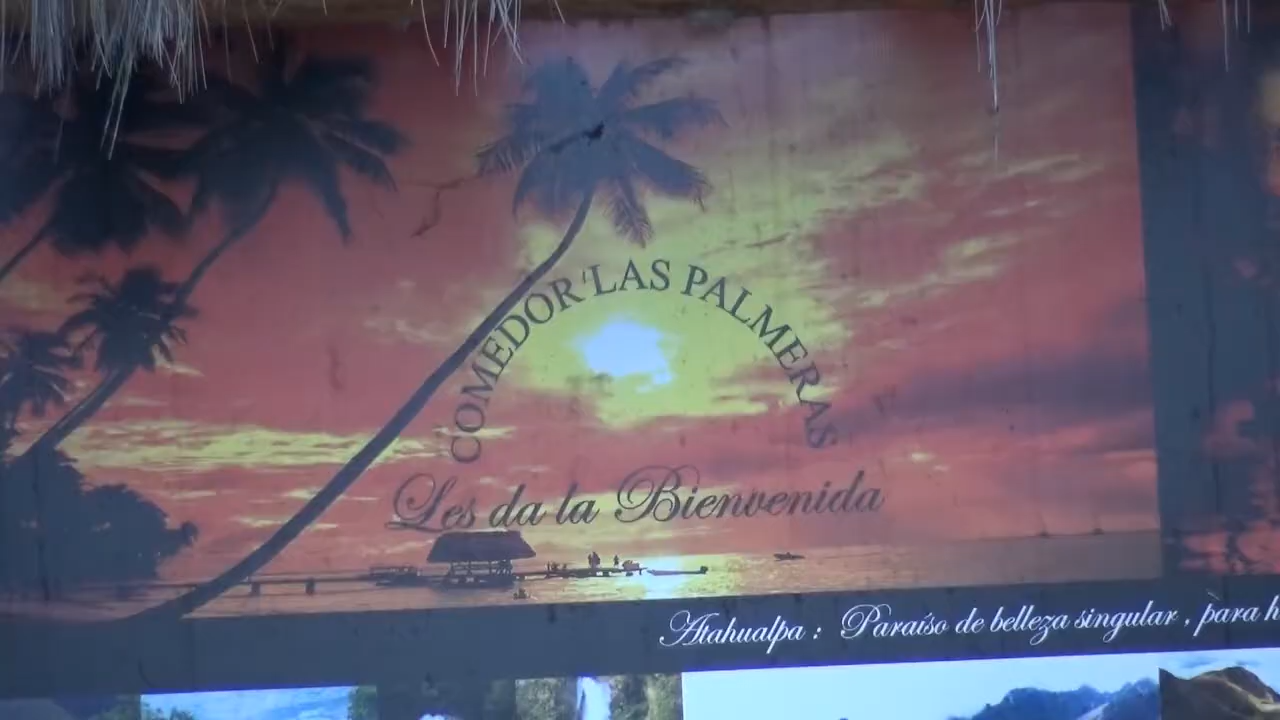 COMEDOR 'LAS PALMERAS
Les da la Bienvenida
Atahualpa : Paraíso de belleza singular , para h